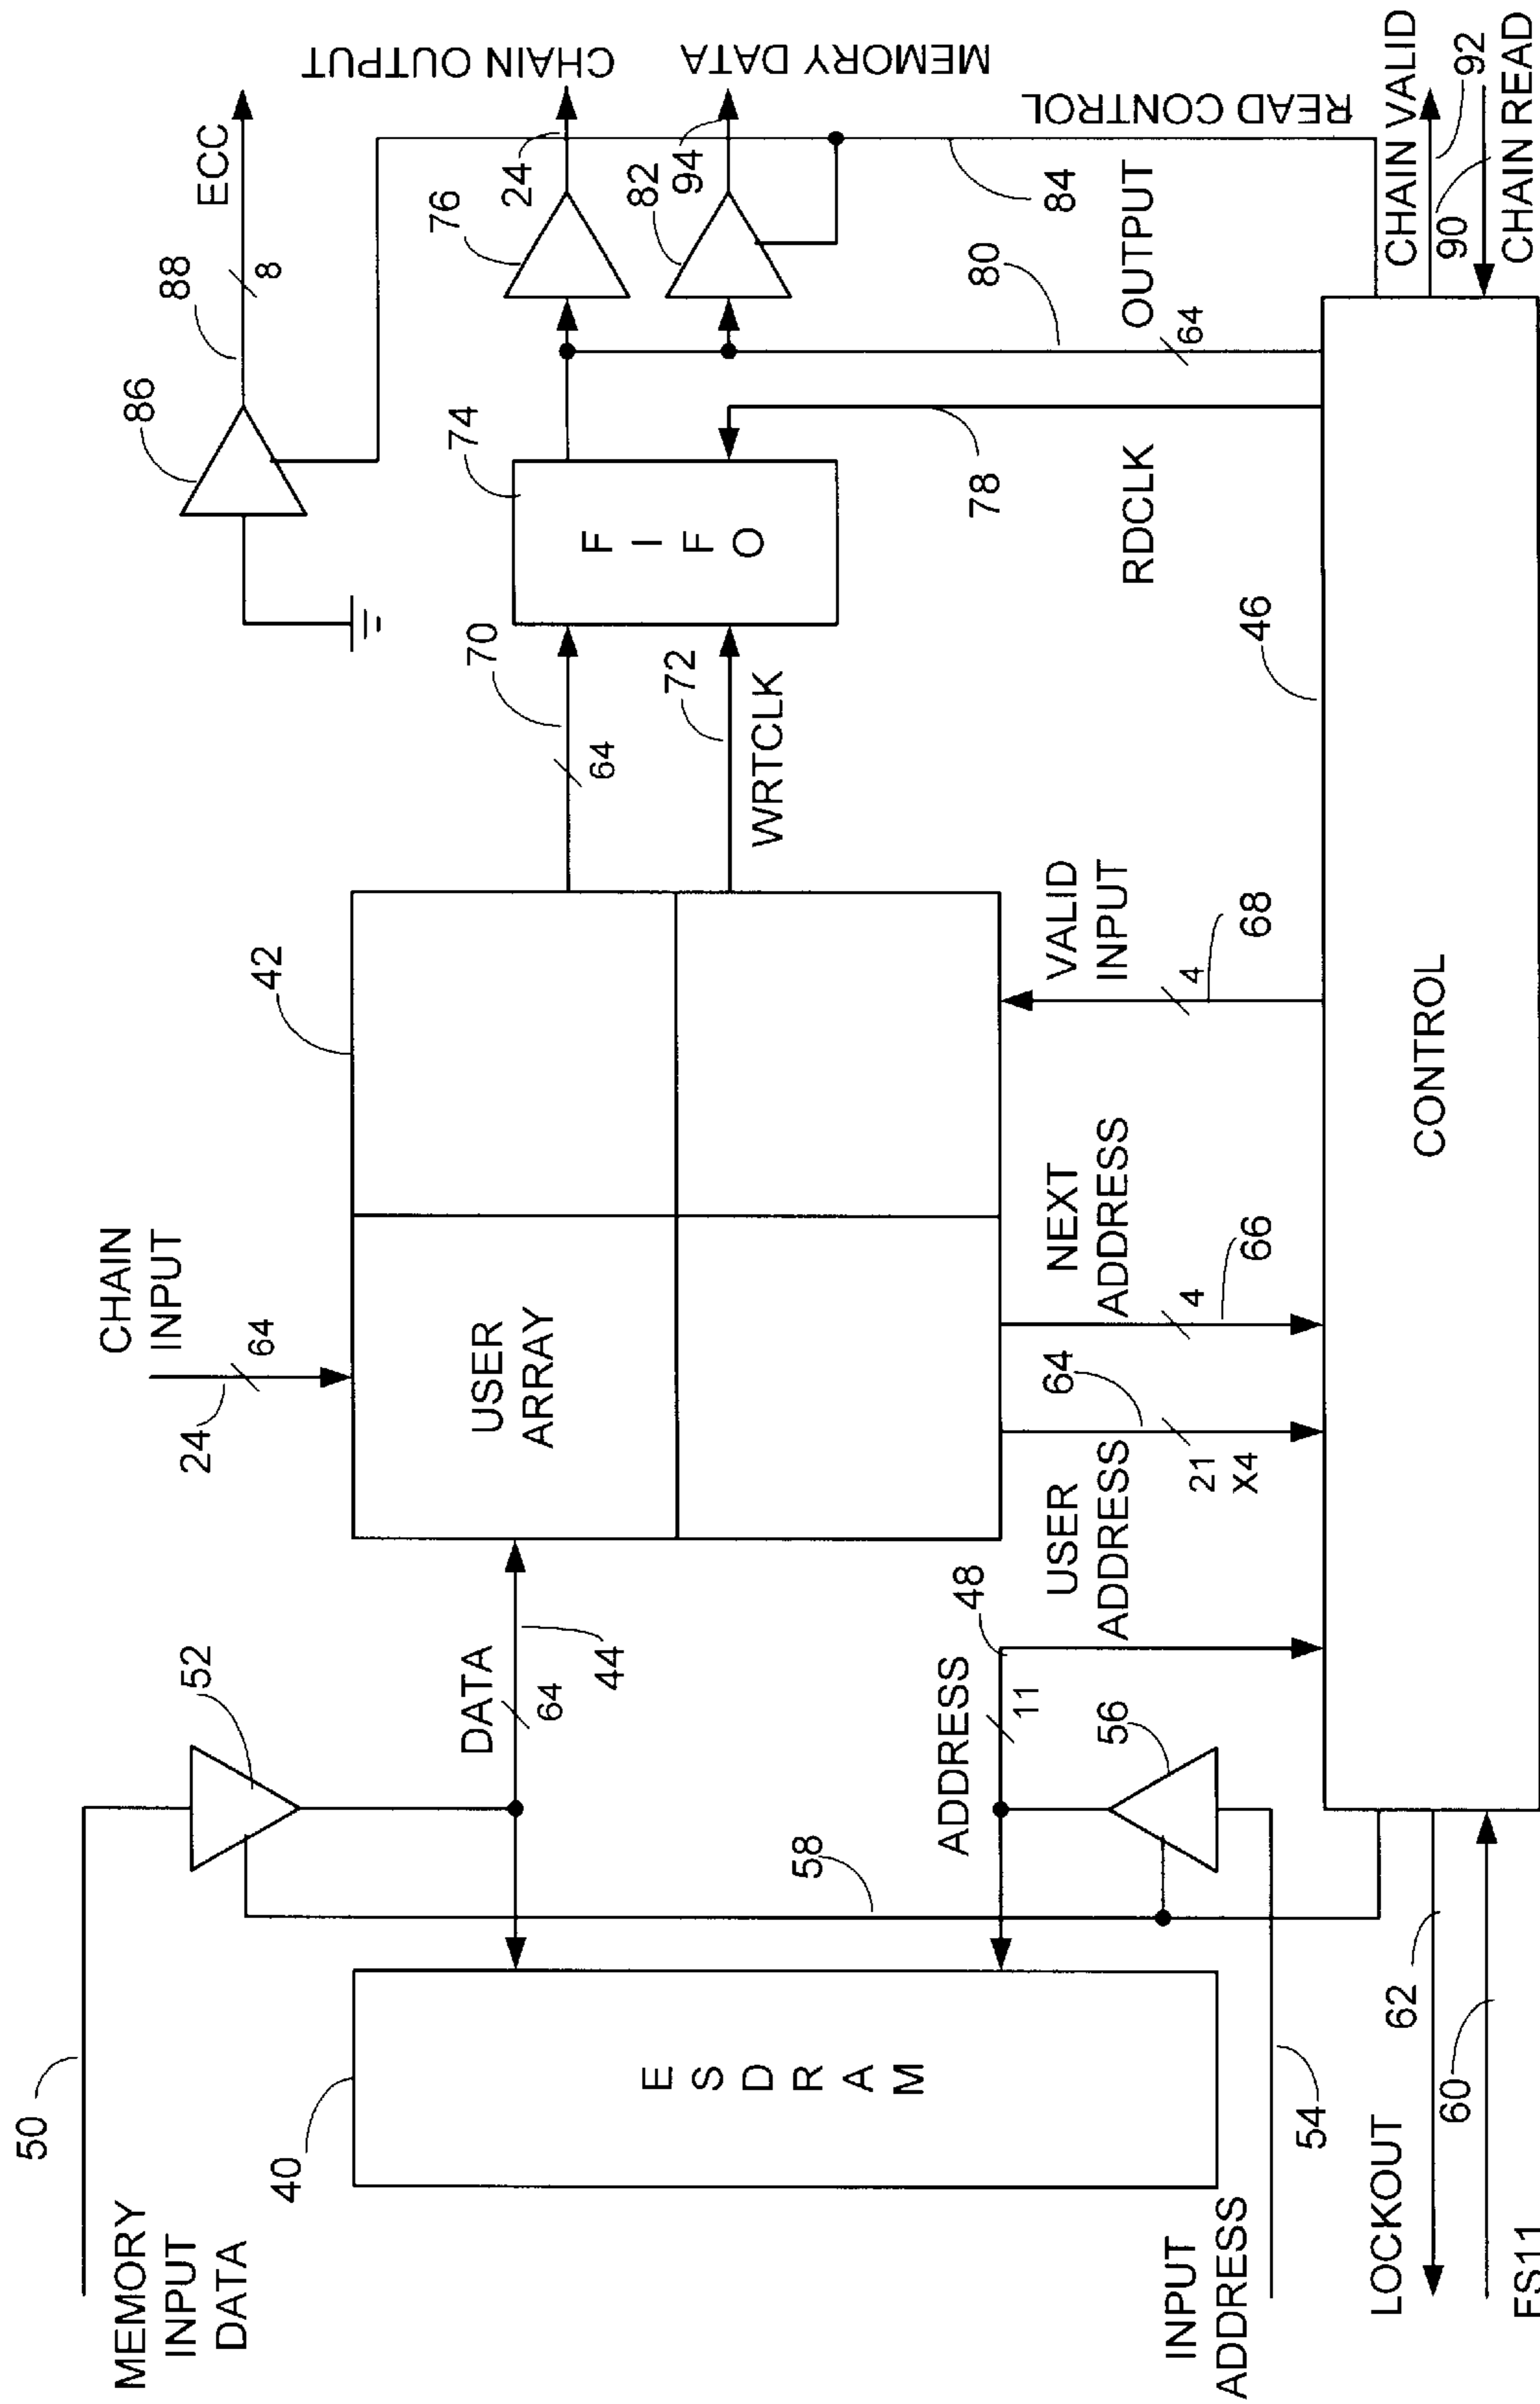 50
MEMORY
INPUT
DATA
52
24
CHAIN
INPUT
64
88
86
8
ECC
40
E
S
D
R
A
M
DATA
64
44
42
USER
ARRAY
70
64
72
WRTCLK
74
F
I
F
O
76
24
CHAIN OUTPUT
82
94
MEMORY DATA
58
ADDRESS
48
11
56
54
INPUT
ADDRESS
USER
ADDRESS
64
21
X4
NEXT
ADDRESS
4
66
VALID
INPUT
4
68
78
RDCLK
80
OUTPUT
64
84
READ CONTROL
46
CONTROL
LOCKOUT
62
60
FS11
CHAIN VALID
92
90
CHAIN READ